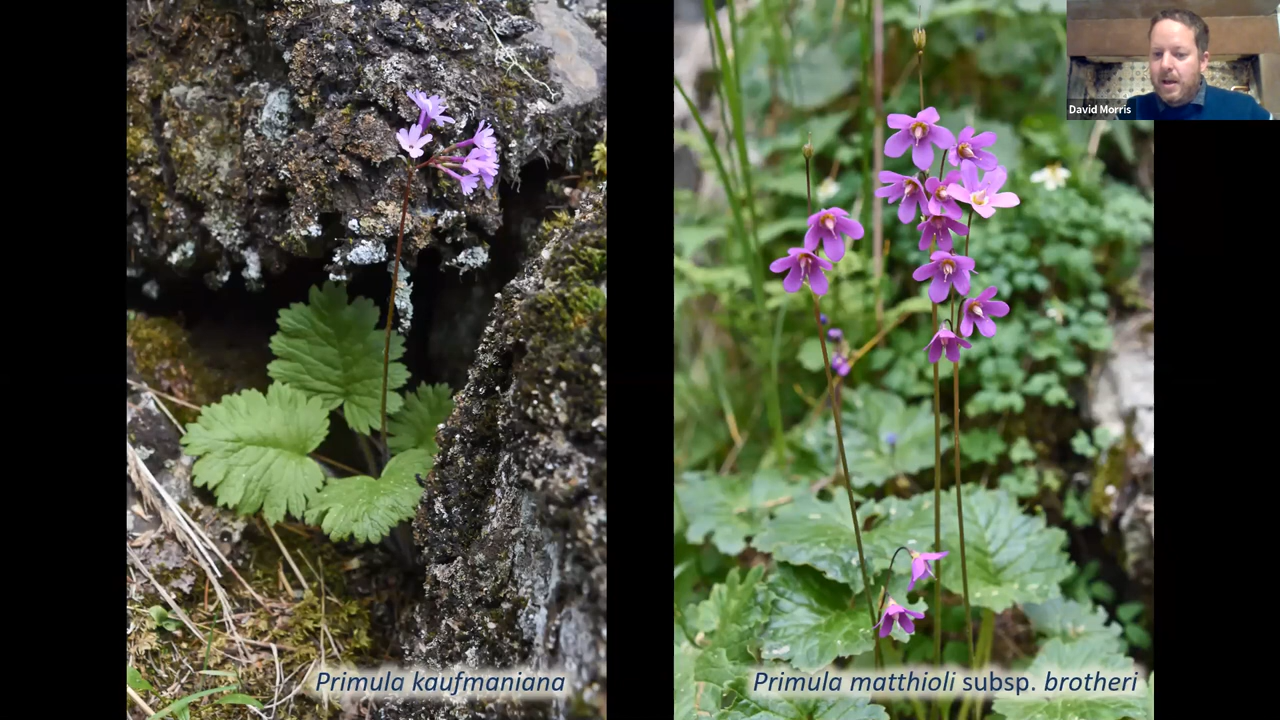 David Morris
Primula kaufmaniana
Primula matthioli subsp. brotheri